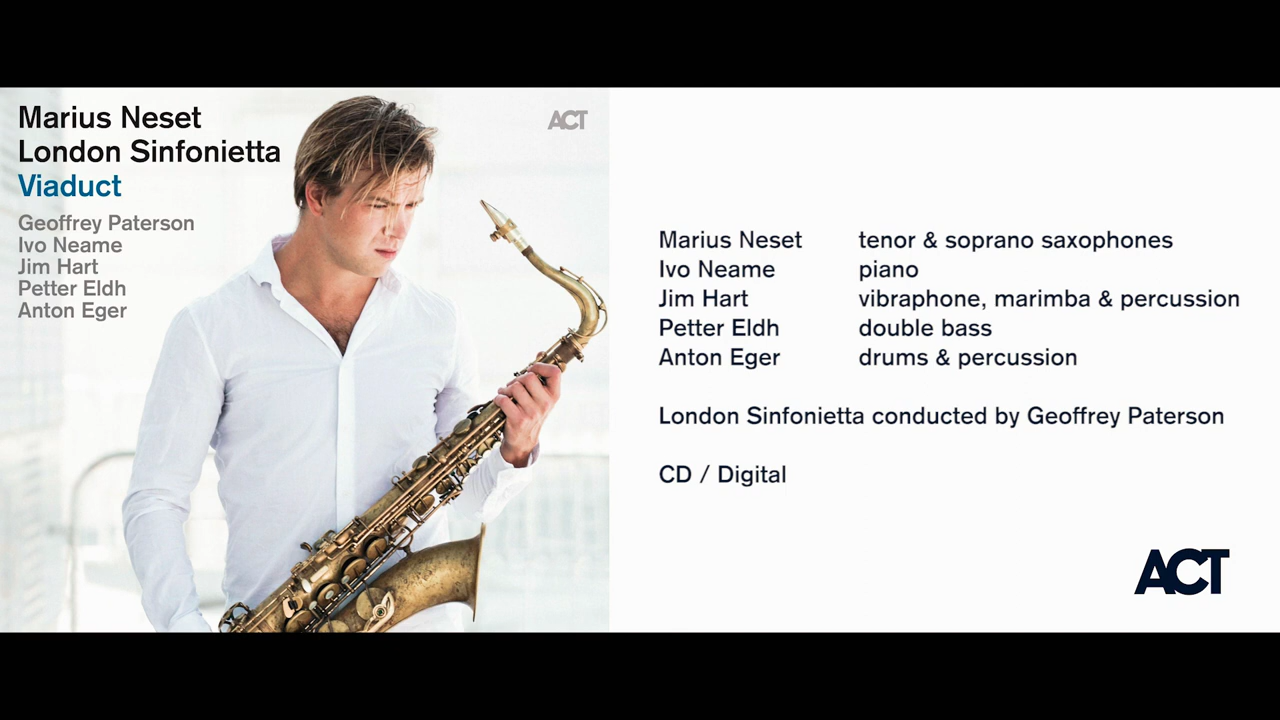 Marius Neset
London Sinfonietta
Viaduct
Geoffrey Paterson
Ivo Neame
Jim Hart
Petter Eldh
Anton Eger
ACT
Marius Neset tenor & soprano saxophones
Ivo Neame piano
Jim Hart vibraphone, marimba & percussion
Petter Eldh double bass
Anton Eger drums & percussion
London Sinfonietta conducted by Geoffrey Paterson
CD / Digital
ACT